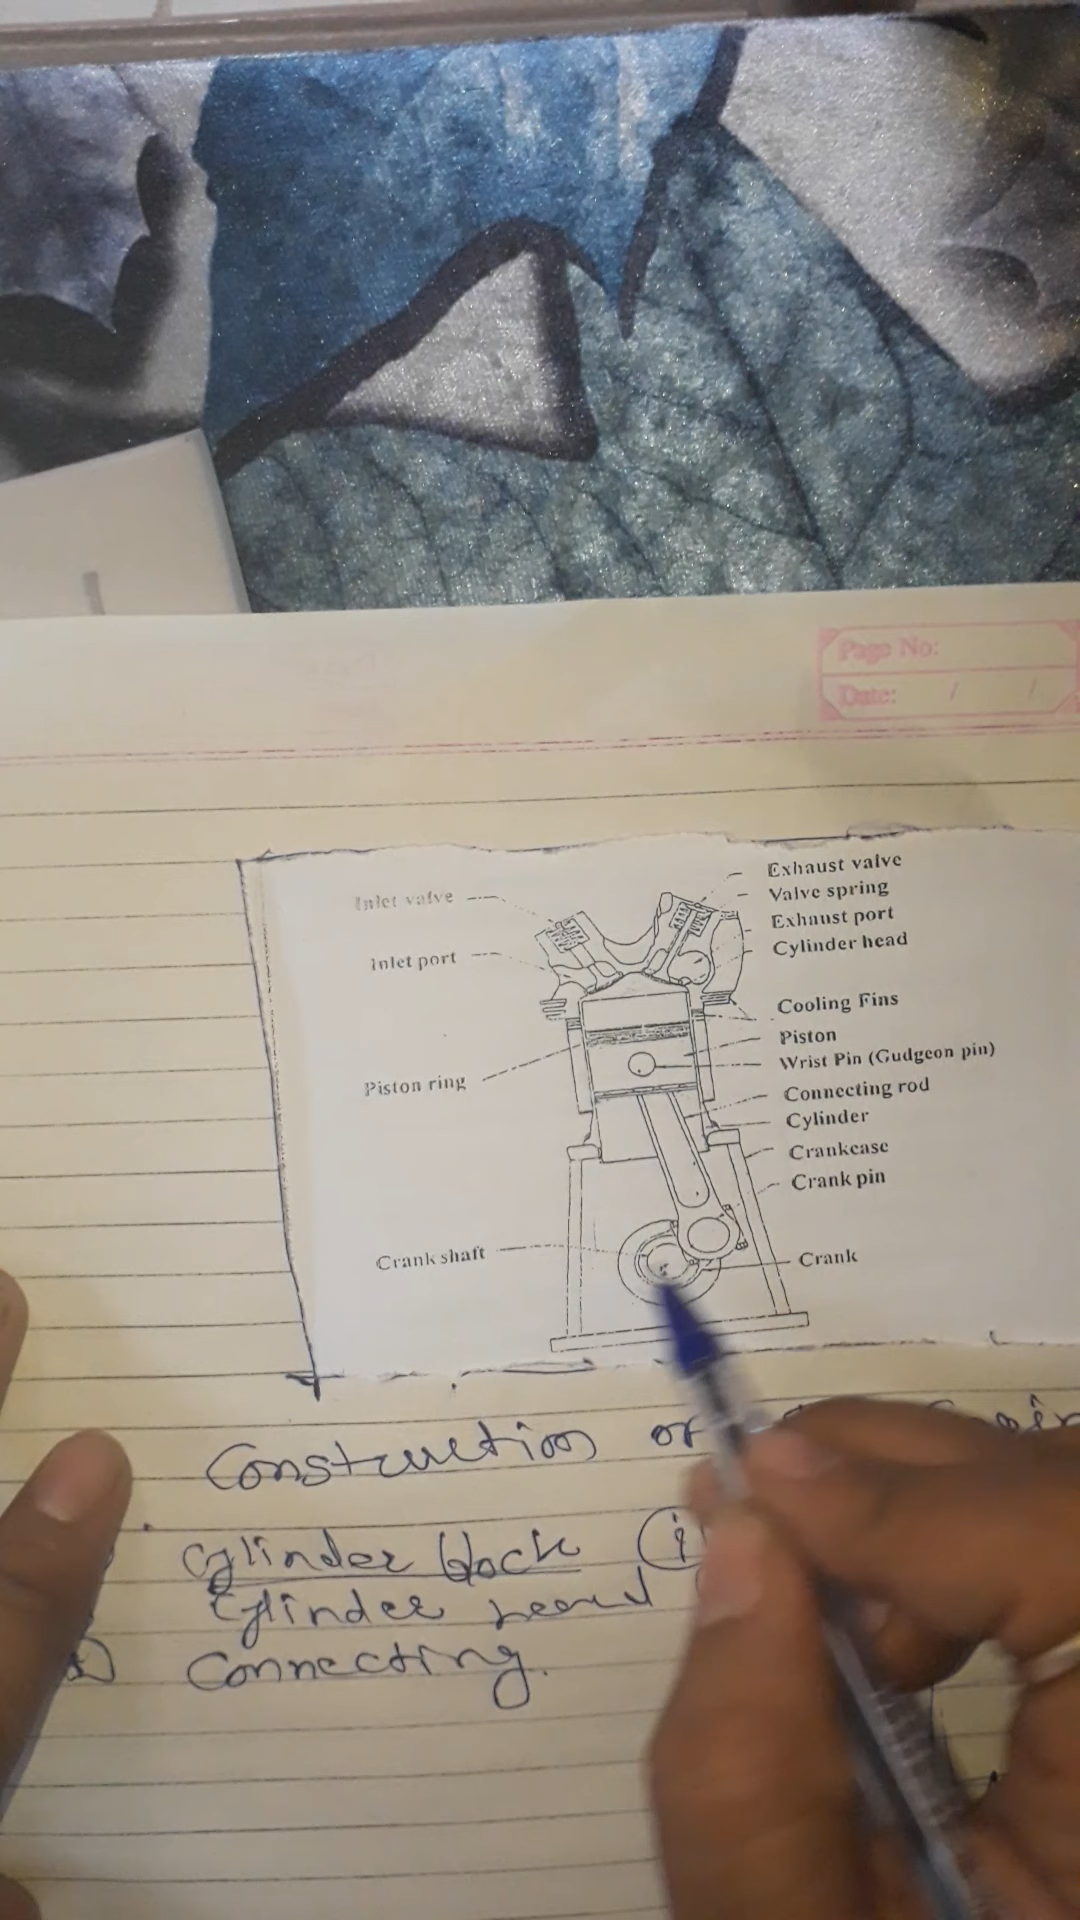 Page No:
Date: / /
Inlet valve
Inlet port
Piston ring
Crank shaft
Exhaust valve
Valve spring
Exhaust port
Cylinder head
Cooling Fins
Piston
Wrist Pin (Gudgeon pin)
Connecting rod
Cylinder
Crankcase
Crank pin
Crank
Construction of
Cylinder block (i
Cylinder head
Connecting.